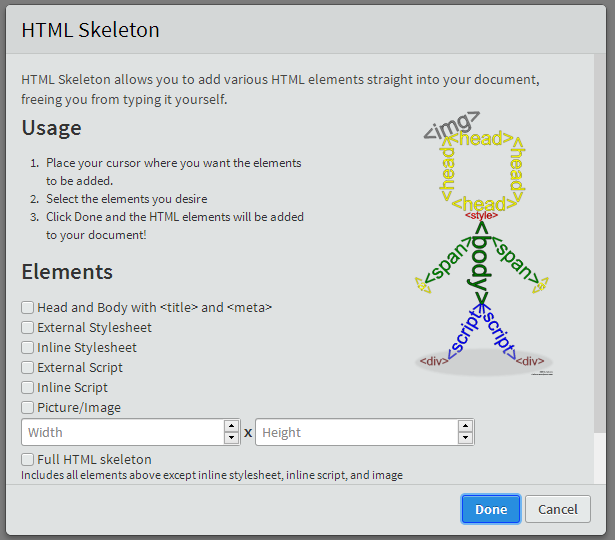 HTML Skeleton
HTML Skeleton allows you to add various HTML elements straight into your document,
freeing you from typing it yourself.
Usage
1. Place your cursor where you want the elements
to be added.
2. Select the elements you desire
3. Click Done and the HTML elements will be added
to your document!
<img>
<head>
<head>
<head>
<head>
<style>
<body>
<span>
<span>
<script>
<script>
<div>
<div>
Elements
Head and Body with <title> and <meta>
External Stylesheet
Inline Stylesheet
External Script
Inline Script
Picture/Image
Width x Height
Full HTML skeleton
Includes all elements above except inline stylesheet, inline script, and image
Done Cancel